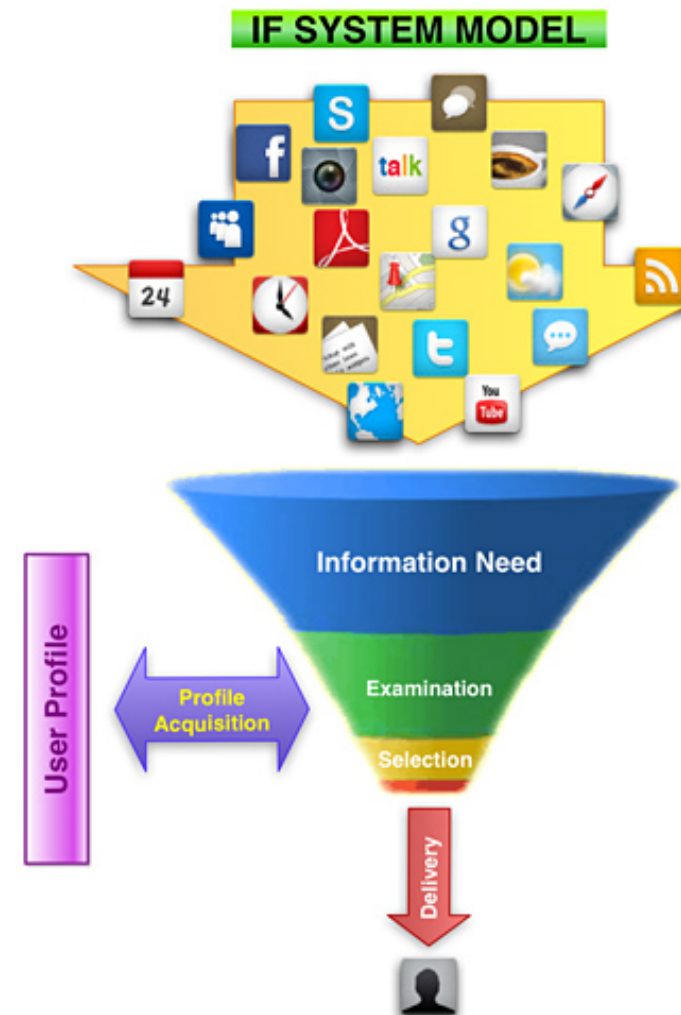 IF SYSTEM MODEL
S
f
talk
g
24
t
You
Tube
Information Need
Examination
Selection
User Profile
Profile
Acquisition
Delivery